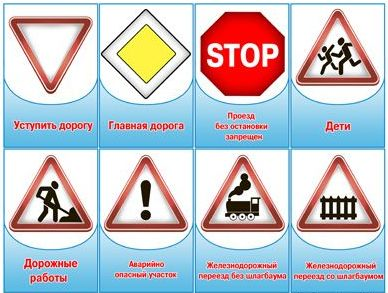 STOP
Уступить дорогу
Главная дорога
Проезд
без остановки
запрещен
Дети
Дорожные
работы
Аварийно
опасный участок
Железнодорожный
переезд без шлагбаума
Железнодорожный
переезд со шлагбаумом